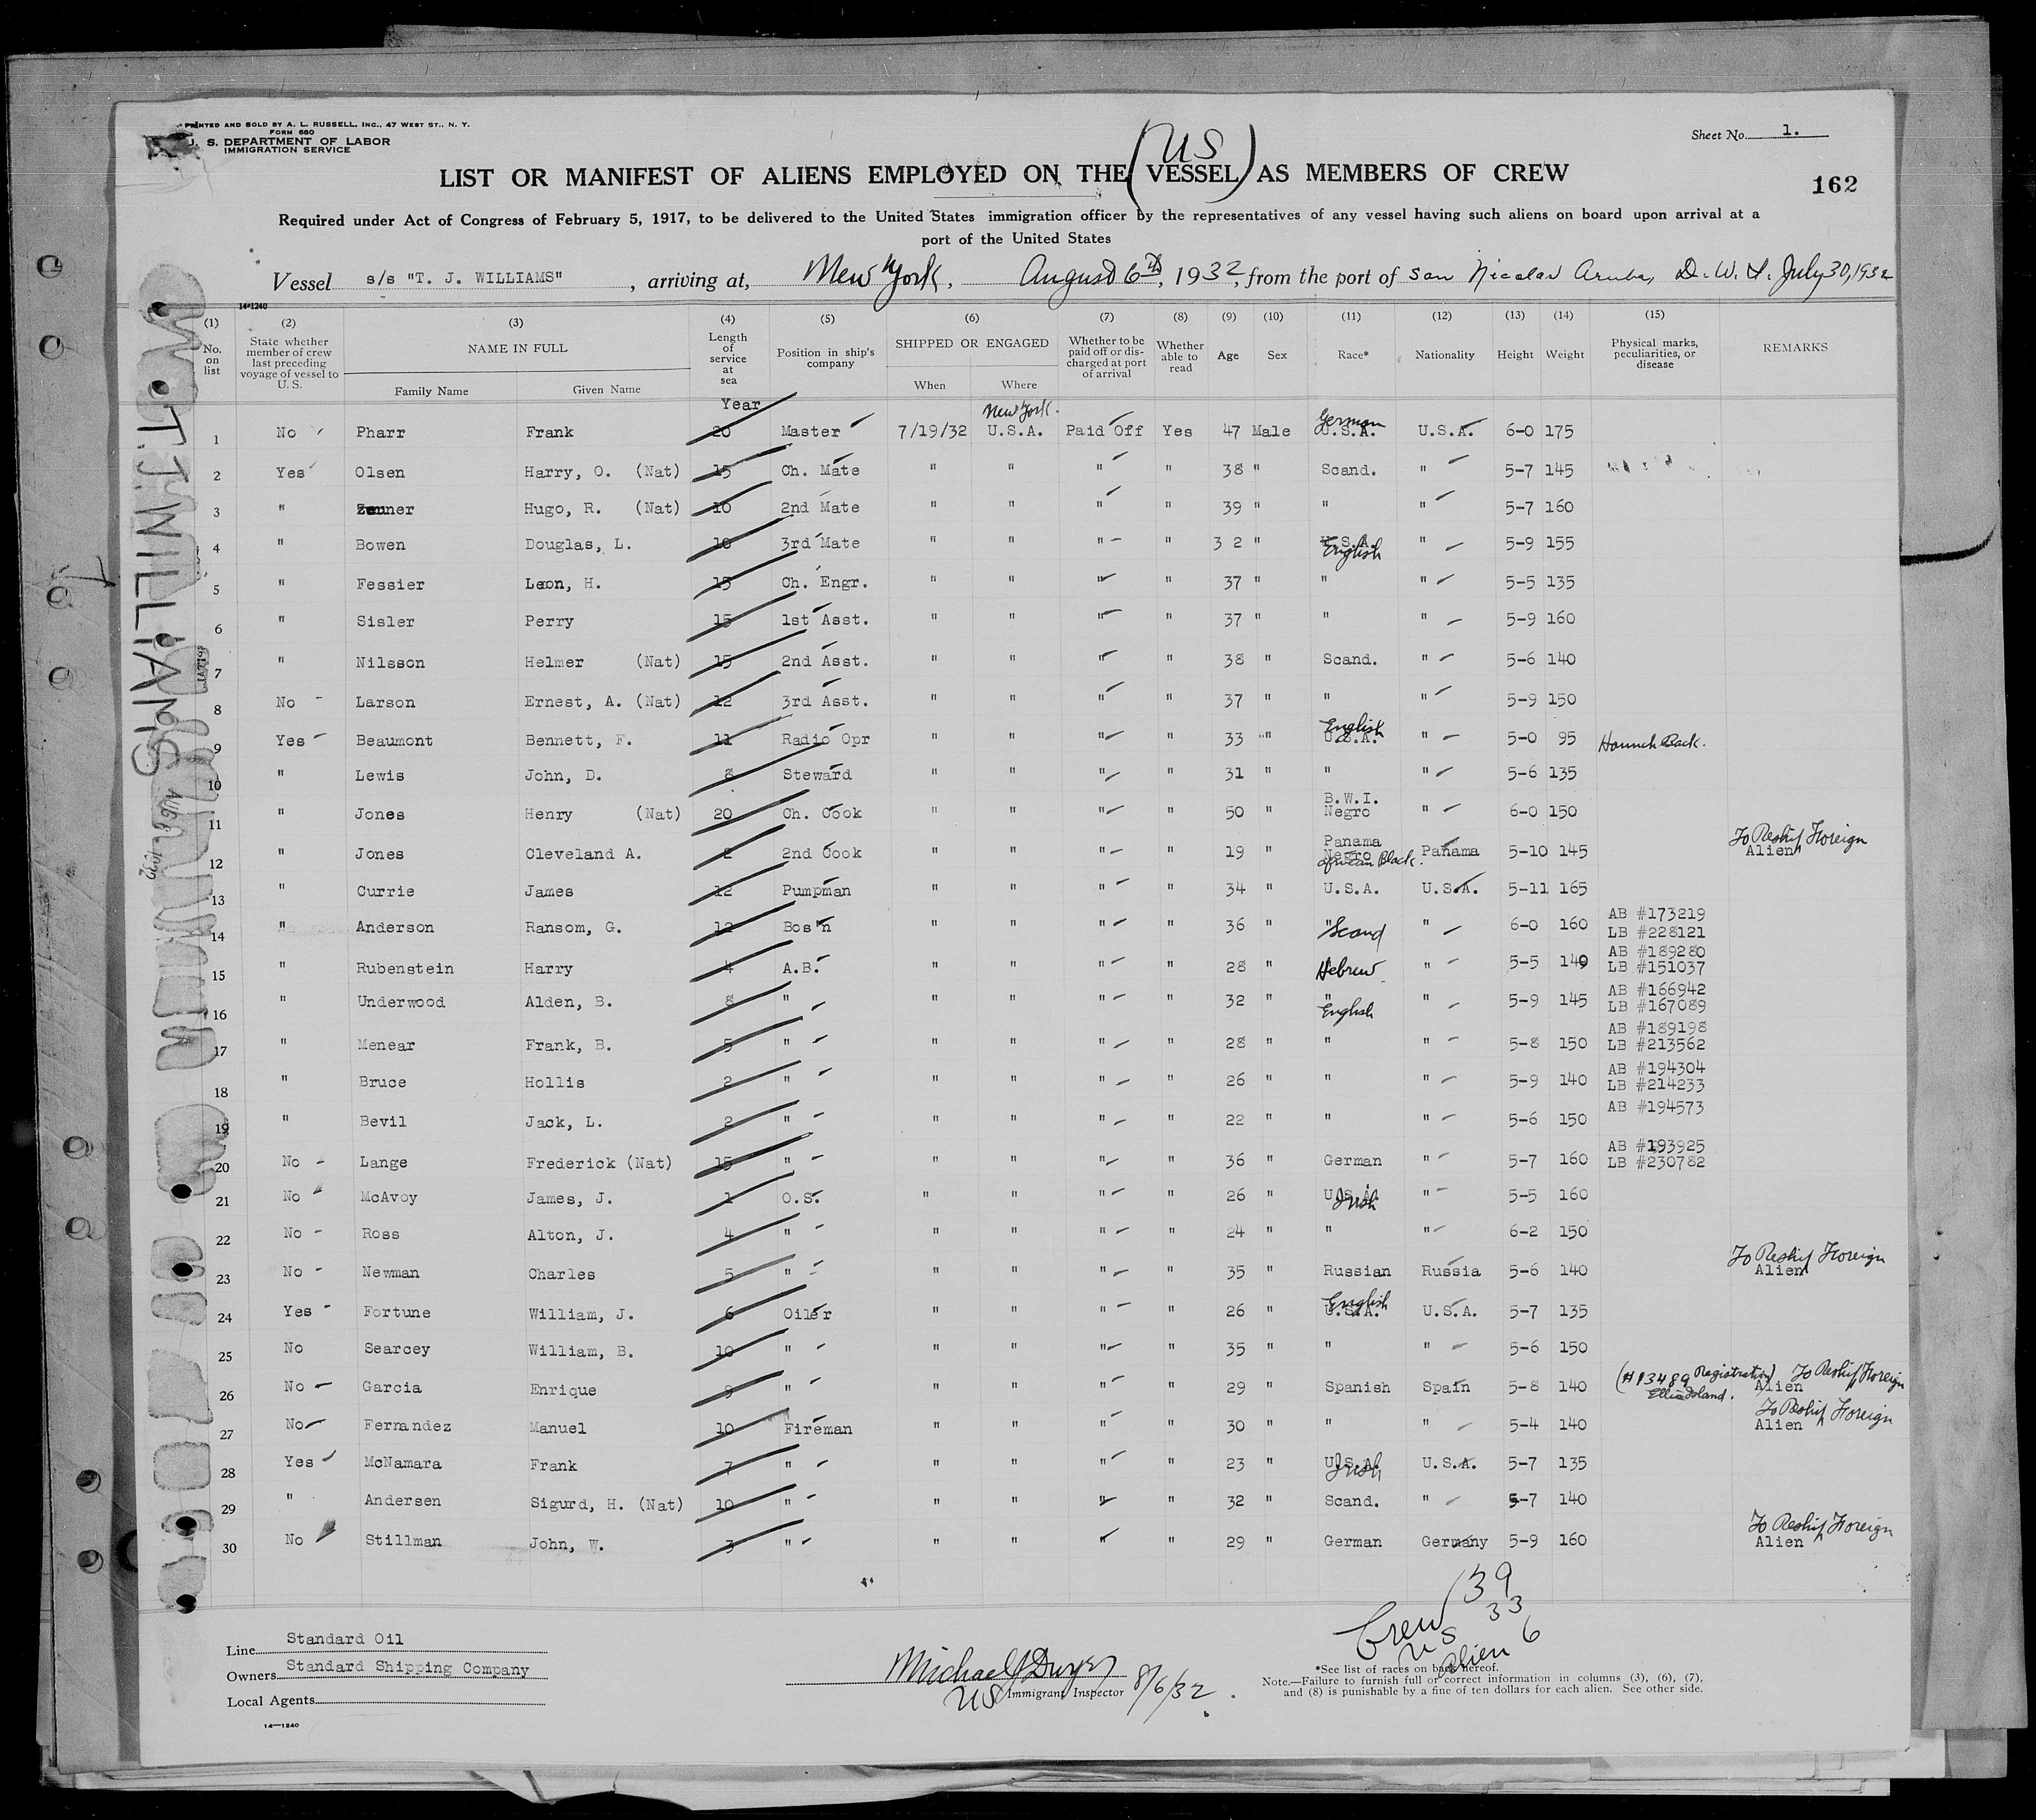 PRINTED AND SOLD BY A. L. RUSSELL, INC., 47 WEST ST., N. Y.
FORM 680
U. S. DEPARTMENT OF LABOR
IMMIGRATION SERVICE
Sheet No. 1.
US
LIST OR MANIFEST OF ALIENS EMPLOYED ON THE (VESSEL) AS MEMBERS OF CREW
162
Required under Act of Congress of February 5, 1917, to be delivered to the United States immigration officer by the representatives of any vessel having such aliens on board upon arrival at a
port of the United States
Vessel s/s "T. J. WILLIAMS", arriving at, New York, August 6th, 1932, from the port of San Nicolas Aruba, D. W. I. July 30, 1932
14-1240
(1) (2) (3) (4) (5) (6) (7) (8) (9) (10) (11) (12) (13) (14) (15)
No. on list
State whether member of crew last preceding voyage of vessel to U. S.
NAME IN FULL
Family Name Given Name
Length of service at sea
Year
Position in ship's company
SHIPPED OR ENGAGED
When Where
Whether to be paid off or discharged at port of arrival
Whether able to read
Age Sex Race* Nationality Height Weight
Physical marks, peculiarities, or disease
REMARKS
1 No Pharr Frank 20 Master 7/19/32 New York. U.S.A. Paid Off Yes 47 Male German U.S.A. U.S.A. 6-0 175
2 Yes Olsen Harry, O. (Nat) 15 Ch. Mate " " " " 38 " Scand. " 5-7 145
3 " Zenner Hugo, R. (Nat) 10 2nd Mate " " " " 39 " " " 5-7 160
4 " Bowen Douglas, L. 10 3rd Mate " " " " 3 2 " U.S.A. English " 5-9 155
5 " Fessier Leon, H. 15 Ch. Engr. " " " " 37 " " " 5-5 135
6 " Sisler Perry 15 1st Asst. " " " " 37 " " " 5-9 160
7 " Nilsson Helmer (Nat) 15 2nd Asst. " " " " 38 " Scand. " 5-6 140
8 No Larson Ernest, A. (Nat) 12 3rd Asst. " " " " 37 " " " 5-9 150
9 Yes Beaumont Bennett, F. 11 Radio Opr " " " " 33 " English U.S.A. " 5-0 95 Hounch Back.
10 " Lewis John, D. 8 Steward " " " " 31 " " " 5-6 135
11 " Jones Henry (Nat) 20 Ch. Cook " " " " 50 " B.W.I. Negro " 6-0 150
12 " Jones Cleveland A. 2 2nd Cook " " " " 19 " Panama Negro African Black. Panama 5-10 145 To Reship Foreign Alien
13 " Currie James 12 Pumpman " " " " 34 " U.S.A. U.S.A. 5-11 165
14 " Anderson Ransom, G. 12 Bos'n " " " " 36 " " Scand " 6-0 160 AB #173219 LB #228121
15 " Rubenstein Harry 4 A.B. " " " " 28 " Hebrew " 5-5 140 AB #189280 LB #151037
16 " Underwood Alden, B. 8 " " " " " 32 " " English " 5-9 145 AB #166942 LB #167089
17 " Menear Frank, B. 5 " " " " " 28 " " " 5-8 150 AB #189198 LB #213562
18 " Bruce Hollis 2 " " " " " 26 " " " 5-9 140 AB #194304 LB #214233
19 " Bevil Jack, L. 2 " " " " " 22 " " " 5-6 150 AB #194573
20 No Lange Frederick (Nat) 15 " " " " " 36 " German " 5-7 160 AB #193925 LB #230782
21 No McAvoy James, J. 1 O.S. " " " " 26 " U.S.A. Irish " 5-5 160
22 No Ross Alton, J. 4 " " " " " 24 " " " 6-2 150
23 No Newman Charles 5 " " " " " 35 " Russian Russia 5-6 140 To Reship Foreign Alien
24 Yes Fortune William, J. 6 Oiler " " " " 26 " English U.S.A. U.S.A. 5-7 135
25 No Searcey William, B. 10 " " " " " 35 " " " 5-6 150
26 No Garcia Enrique 9 " " " " " 29 " Spanish Spain 5-8 140 (#13489 Registration) Ellis Island. To Reship Foreign Alien
27 No Fernandez Manuel 10 Fireman " " " " 30 " " " 5-4 140 To Reship Foreign Alien
28 Yes McNamara Frank 7 " " " " " 23 " U.S.A. Irish U.S.A. 5-7 135
29 " Andersen Sigurd, H. (Nat) 10 " " " " " 32 " Scand. " 5-7 140
30 No Stillman John, W. 3 " " " " " 29 " German Germany 5-9 160 To Reship Foreign Alien
T.J. WILLIAMS
AUG 6 1932
Crew 39
US 33
Alien 6
Line Standard Oil
Owners Standard Shipping Company
Local Agents
14-1240
Michael J Dwyer
US Immigrant Inspector 8/6/32.
*See list of races on back hereof.
Note.—Failure to furnish full or correct information in columns (3), (6), (7),
and (8) is punishable by a fine of ten dollars for each alien. See other side.